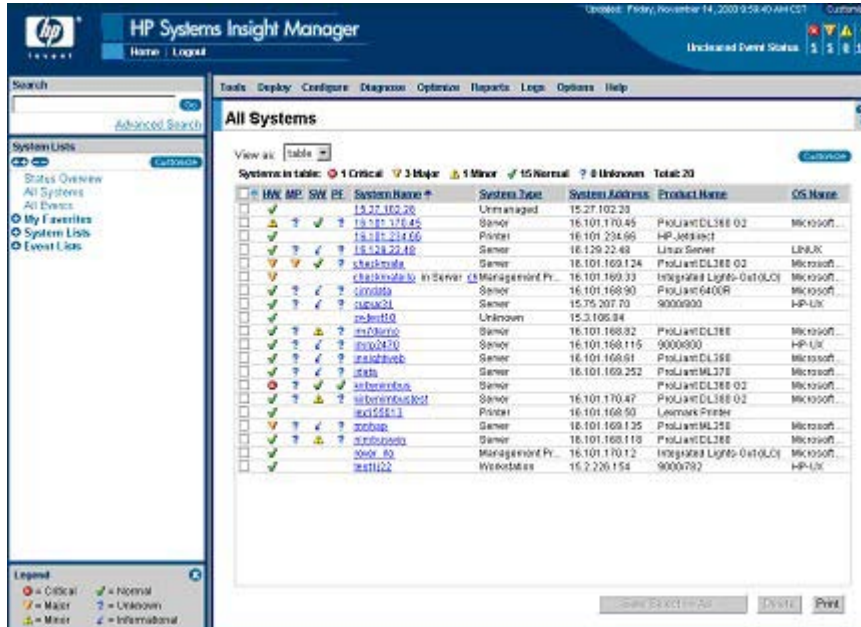 hp
invent
HP Systems Insight Manager
Home | Logout
Updated: Friday, November 14, 2003 9:59:40 AM CST
Uncleared Event Status
Search
Go
Advanced Search
System Lists
Customize
Status Overview
All Systems
All Events
My Favorites
System Lists
Event Lists
Legend
= Critical = Normal
= Major = Unknown
= Minor = Informational
Tools Deploy Configure Diagnose Optimize Reports Logs Options Help
All Systems
View as: table
Customize
Systems in table: 1 Critical 3 Major 1 Minor 15 Normal 0 Unknown Total: 20
HW MP SW PF System Name System Type System Address Product Name OS Name
15.27.102.28 Unmanaged 15.27.102.28
16.101.170.45 Server 16.101.170.45 ProLiant DL360 G2 Microsoft...
16.101.234.66 Printer 16.101.234.66 HP Jetdirect
16.129.22.48 Server 16.129.22.48 Linux Server LINUX
checkmate Server 16.101.169.124 ProLiant DL380 G2 Microsoft...
in Server Management Pr... 16.101.169.33 Integrated Lights-Out (iLO) Microsoft...
cimdata Server 16.101.168.90 ProLiant 6400R Microsoft...
Server 15.75.207.70 9000/800 HP-UX
Unknown 15.3.106.84
Server 16.101.168.82 ProLiant DL360 Microsoft...
Server 16.101.168.115 9000/800 HP-UX
insightweb Server 16.101.168.61 ProLiant DL380 Microsoft...
Server 16.101.169.252 ProLiant ML370 Microsoft...
Server ProLiant DL360 G2 Microsoft...
Server 16.101.170.47 ProLiant DL380 G2 Microsoft...
Printer 16.101.168.50 Lexmark Printer
Server 16.101.169.135 ProLiant ML350 Microsoft...
Server 16.101.168.118 ProLiant DL360 Microsoft...
Management Pr... 16.101.170.12 Integrated Lights-Out (iLO) Microsoft...
Workstation 15.2.226.154 9000/782 HP-UX
Save Selection As... Delete Print